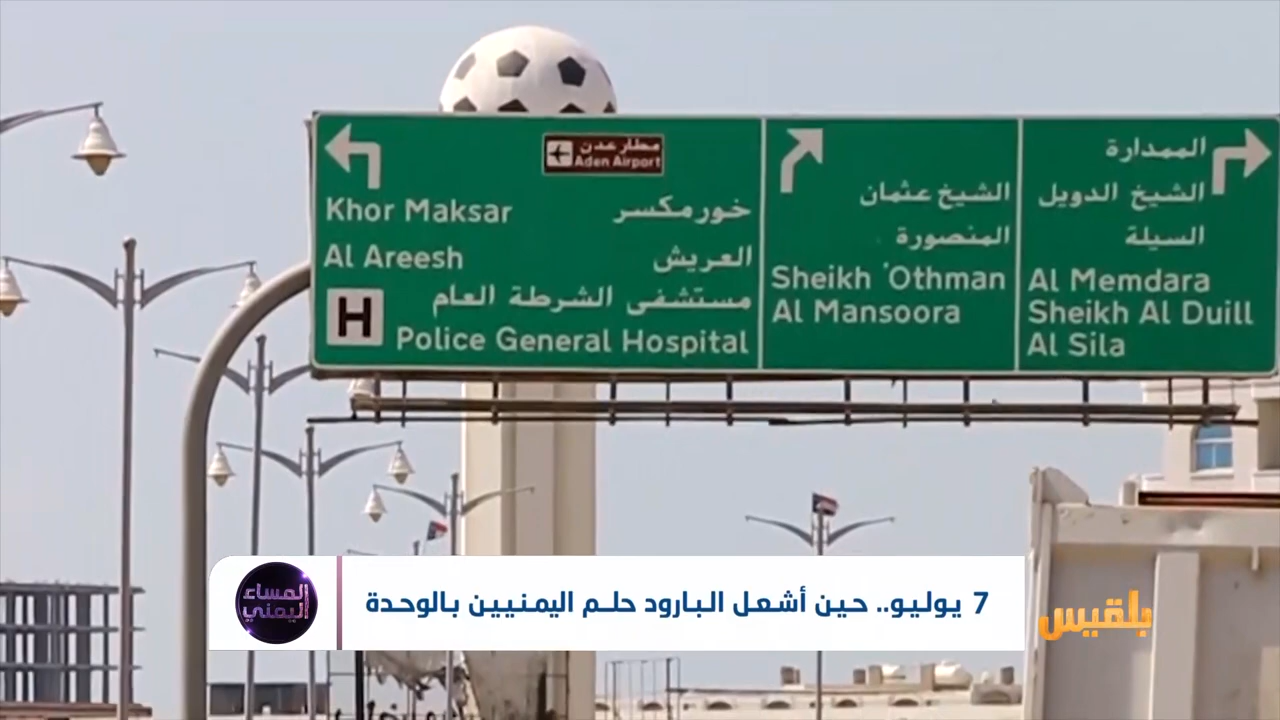 مطار عدن
Aden Airport
Khor Maksar
خور مكسر
Al Areesh
العريش
H
مستشفى الشرطة العام
Police General Hospital
الشيخ عثمان
المنصورة
Sheikh 'Othman
Al Mansoora
الممدارة
الشيخ الدويل
السيلة
Al Memdara
Sheikh Al Duill
Al Sila
المساء اليمني
7 يوليو.. حين أشعل البارود حلم اليمنيين بالوحدة
بلقيس